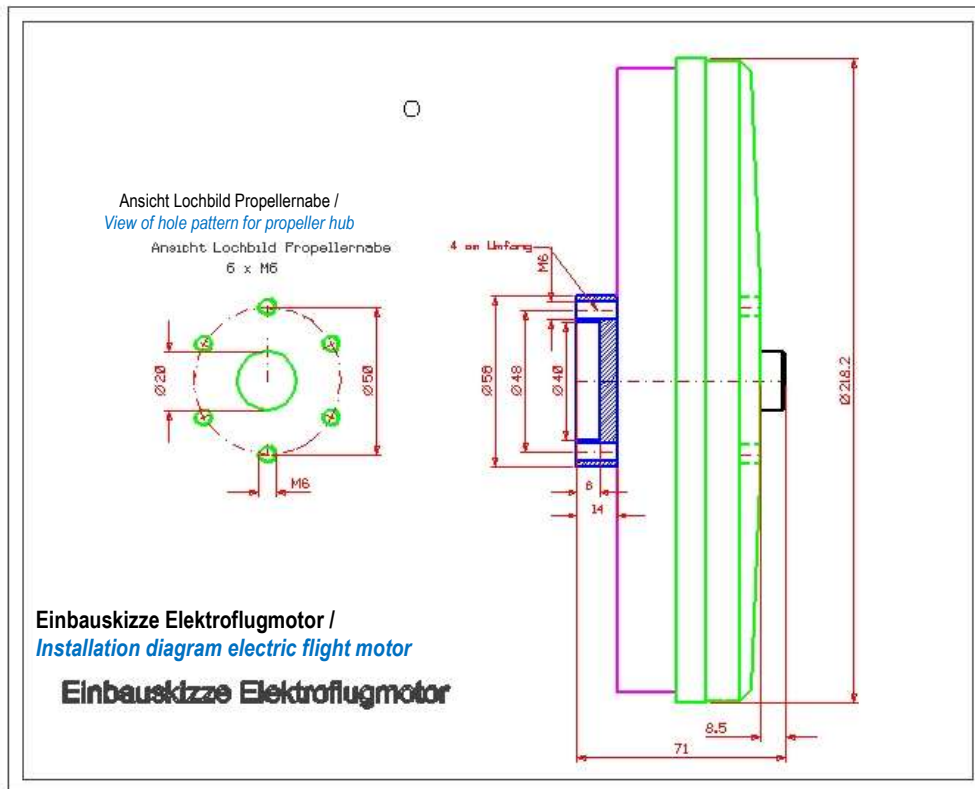 Ansicht Lochbild Propellernabe /
View of hole pattern for propeller hub
Ansicht Lochbild Propellernabe
6 x M6
Ø20
Ø50
M6
4 am Umfang
M6
Ø58
Ø48
Ø40
6
14
Ø218.2
8.5
71
Einbauskizze Elektroflugmotor /
Installation diagram electric flight motor
Einbauskizze Elektroflugmotor